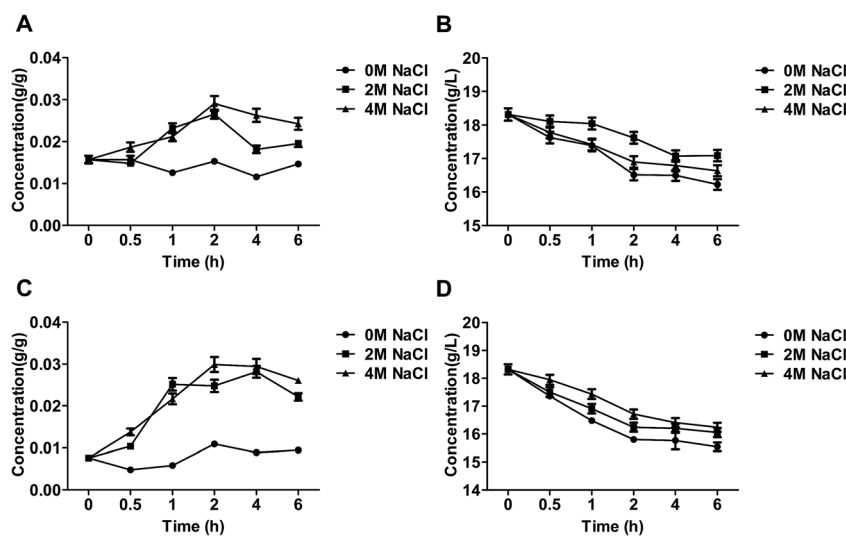 A
Concentration(g/g)
0.04
0.03
0.02
0.01
0.00
0 0.5 1 2 4 6
Time (h)
0M NaCl
2M NaCl
4M NaCl
B
Concentration(g/L)
20
19
18
17
16
15
0 0.5 1 2 4 6
Time (h)
0M NaCl
2M NaCl
4M NaCl
C
Concentration(g/g)
0.04
0.03
0.02
0.01
0.00
0 0.5 1 2 4 6
Time (h)
0M NaCl
2M NaCl
4M NaCl
D
Concentration(g/L)
20
19
18
17
16
15
14
0 0.5 1 2 4 6
Time (h)
0M NaCl
2M NaCl
4M NaCl